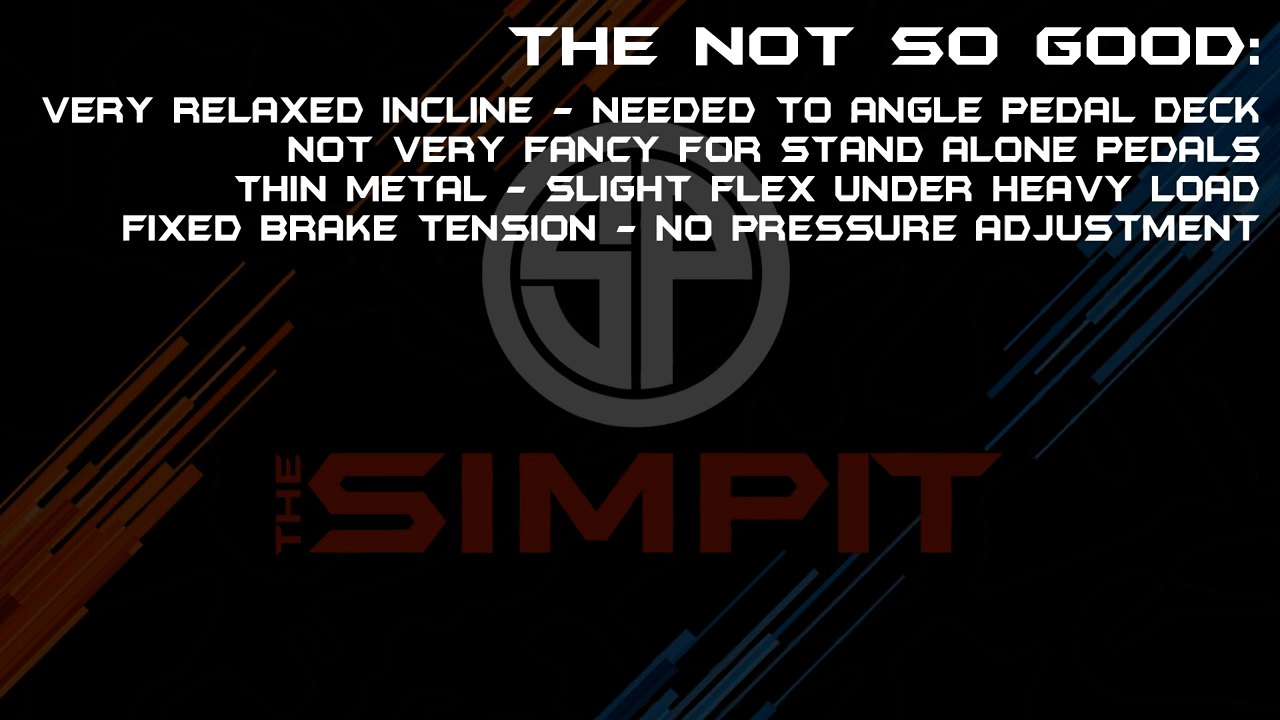 THE NOT SO GOOD:
VERY RELAXED INCLINE - NEEDED TO ANGLE PEDAL DECK
NOT VERY FANCY FOR STAND ALONE PEDALS
THIN METAL - SLIGHT FLEX UNDER HEAVY LOAD
FIXED BRAKE TENSION - NO PRESSURE ADJUSTMENT
SP
THE SIMPIT